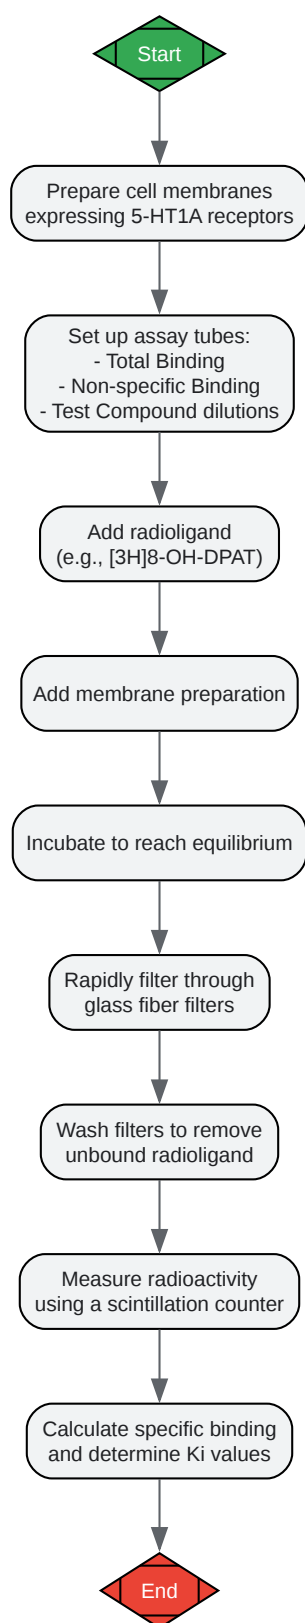 Start
Prepare cell membranes
expressing 5-HT1A receptors
Set up assay tubes:
- Total Binding
- Non-specific Binding
- Test Compound dilutions
Add radioligand
(e.g., [3H]8-OH-DPAT)
Add membrane preparation
Incubate to reach equilibrium
Rapidly filter through
glass fiber filters
Wash filters to remove
unbound radioligand
Measure radioactivity
using a scintillation counter
Calculate specific binding
and determine Ki values
End